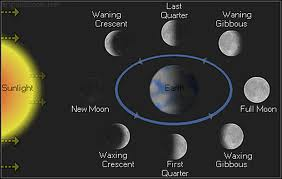 Last
Quarter
Waning
Crescent
Waning
Gibbous
Sunlight
Earth
New Moon
Full Moon
Waxing
Crescent
First
Quarter
Waxing
Gibbous